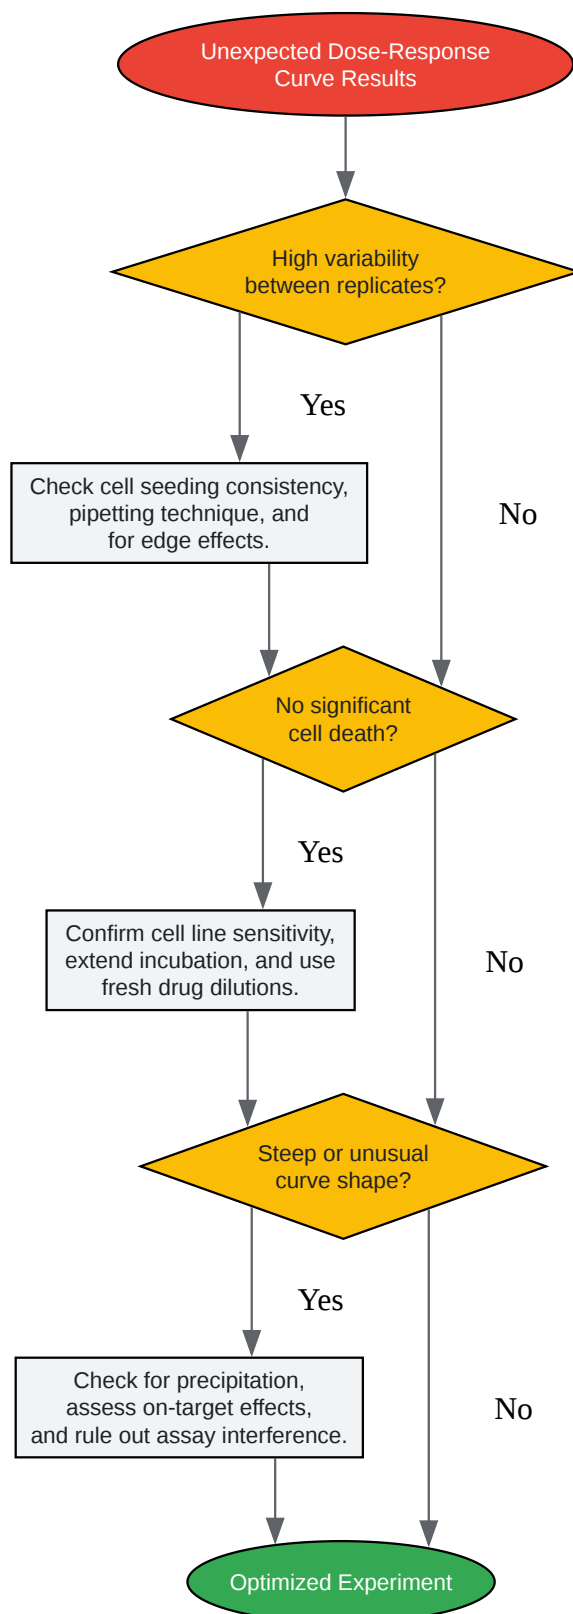 Unexpected Dose-Response
Curve Results
High variability
between replicates?
Yes
Check cell seeding consistency,
pipetting technique, and
for edge effects.
No
No significant
cell death?
Yes
Confirm cell line sensitivity,
extend incubation, and use
fresh drug dilutions.
No
Steep or unusual
curve shape?
Yes
Check for precipitation,
assess on-target effects,
and rule out assay interference.
No
Optimized Experiment